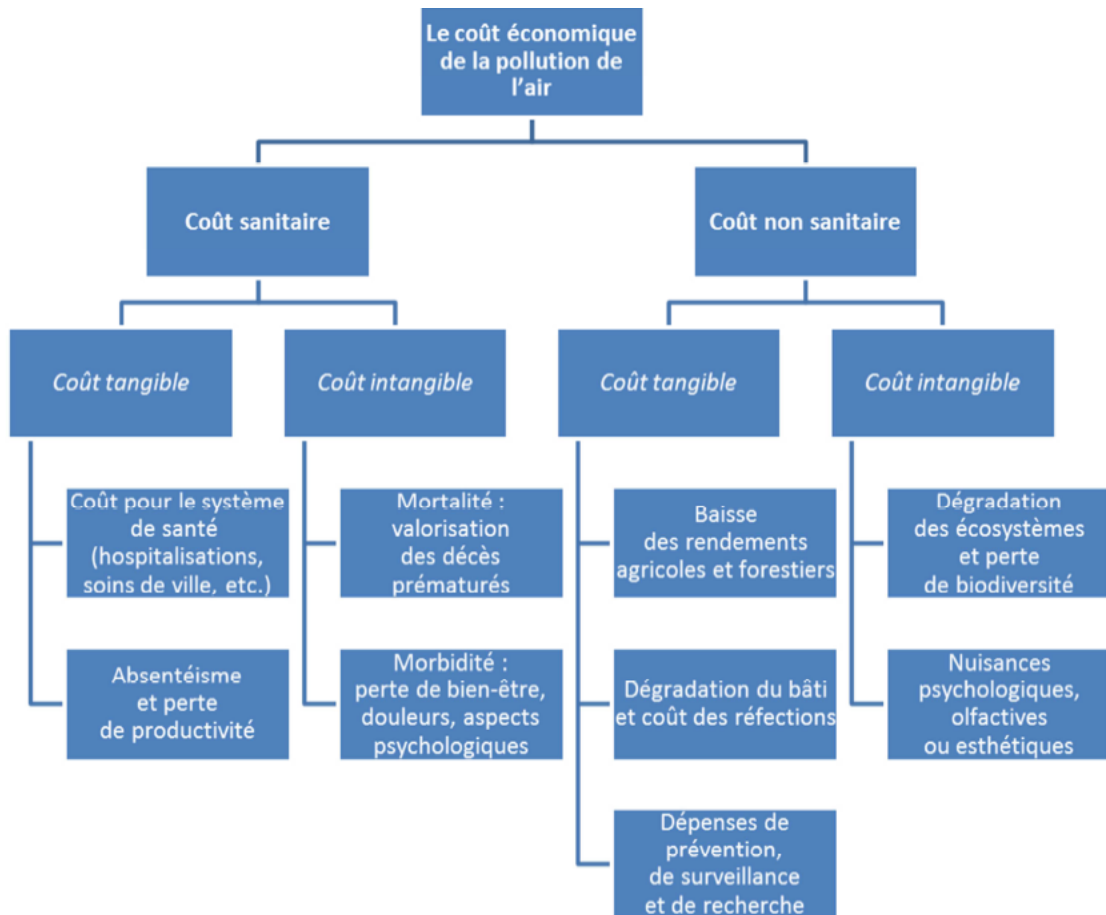 Le coût économique
de la pollution de
l'air
Coût sanitaire
Coût non sanitaire
Coût tangible
Coût intangible
Coût tangible
Coût intangible
Coût pour le système
de santé
(hospitalisations,
soins de ville, etc.)
Mortalité :
valorisation
des décès
prématurés
Baisse
des rendements
agricoles et forestiers
Dégradation
des écosystèmes
et perte
de biodiversité
Absentéisme
et perte
de productivité
Morbidité :
perte de bien-être,
douleurs, aspects
psychologiques
Dégradation du bâti
et coût des réfections
Nuisances
psychologiques,
olfactives
ou esthétiques
Dépenses de
prévention,
de surveillance
et de recherche